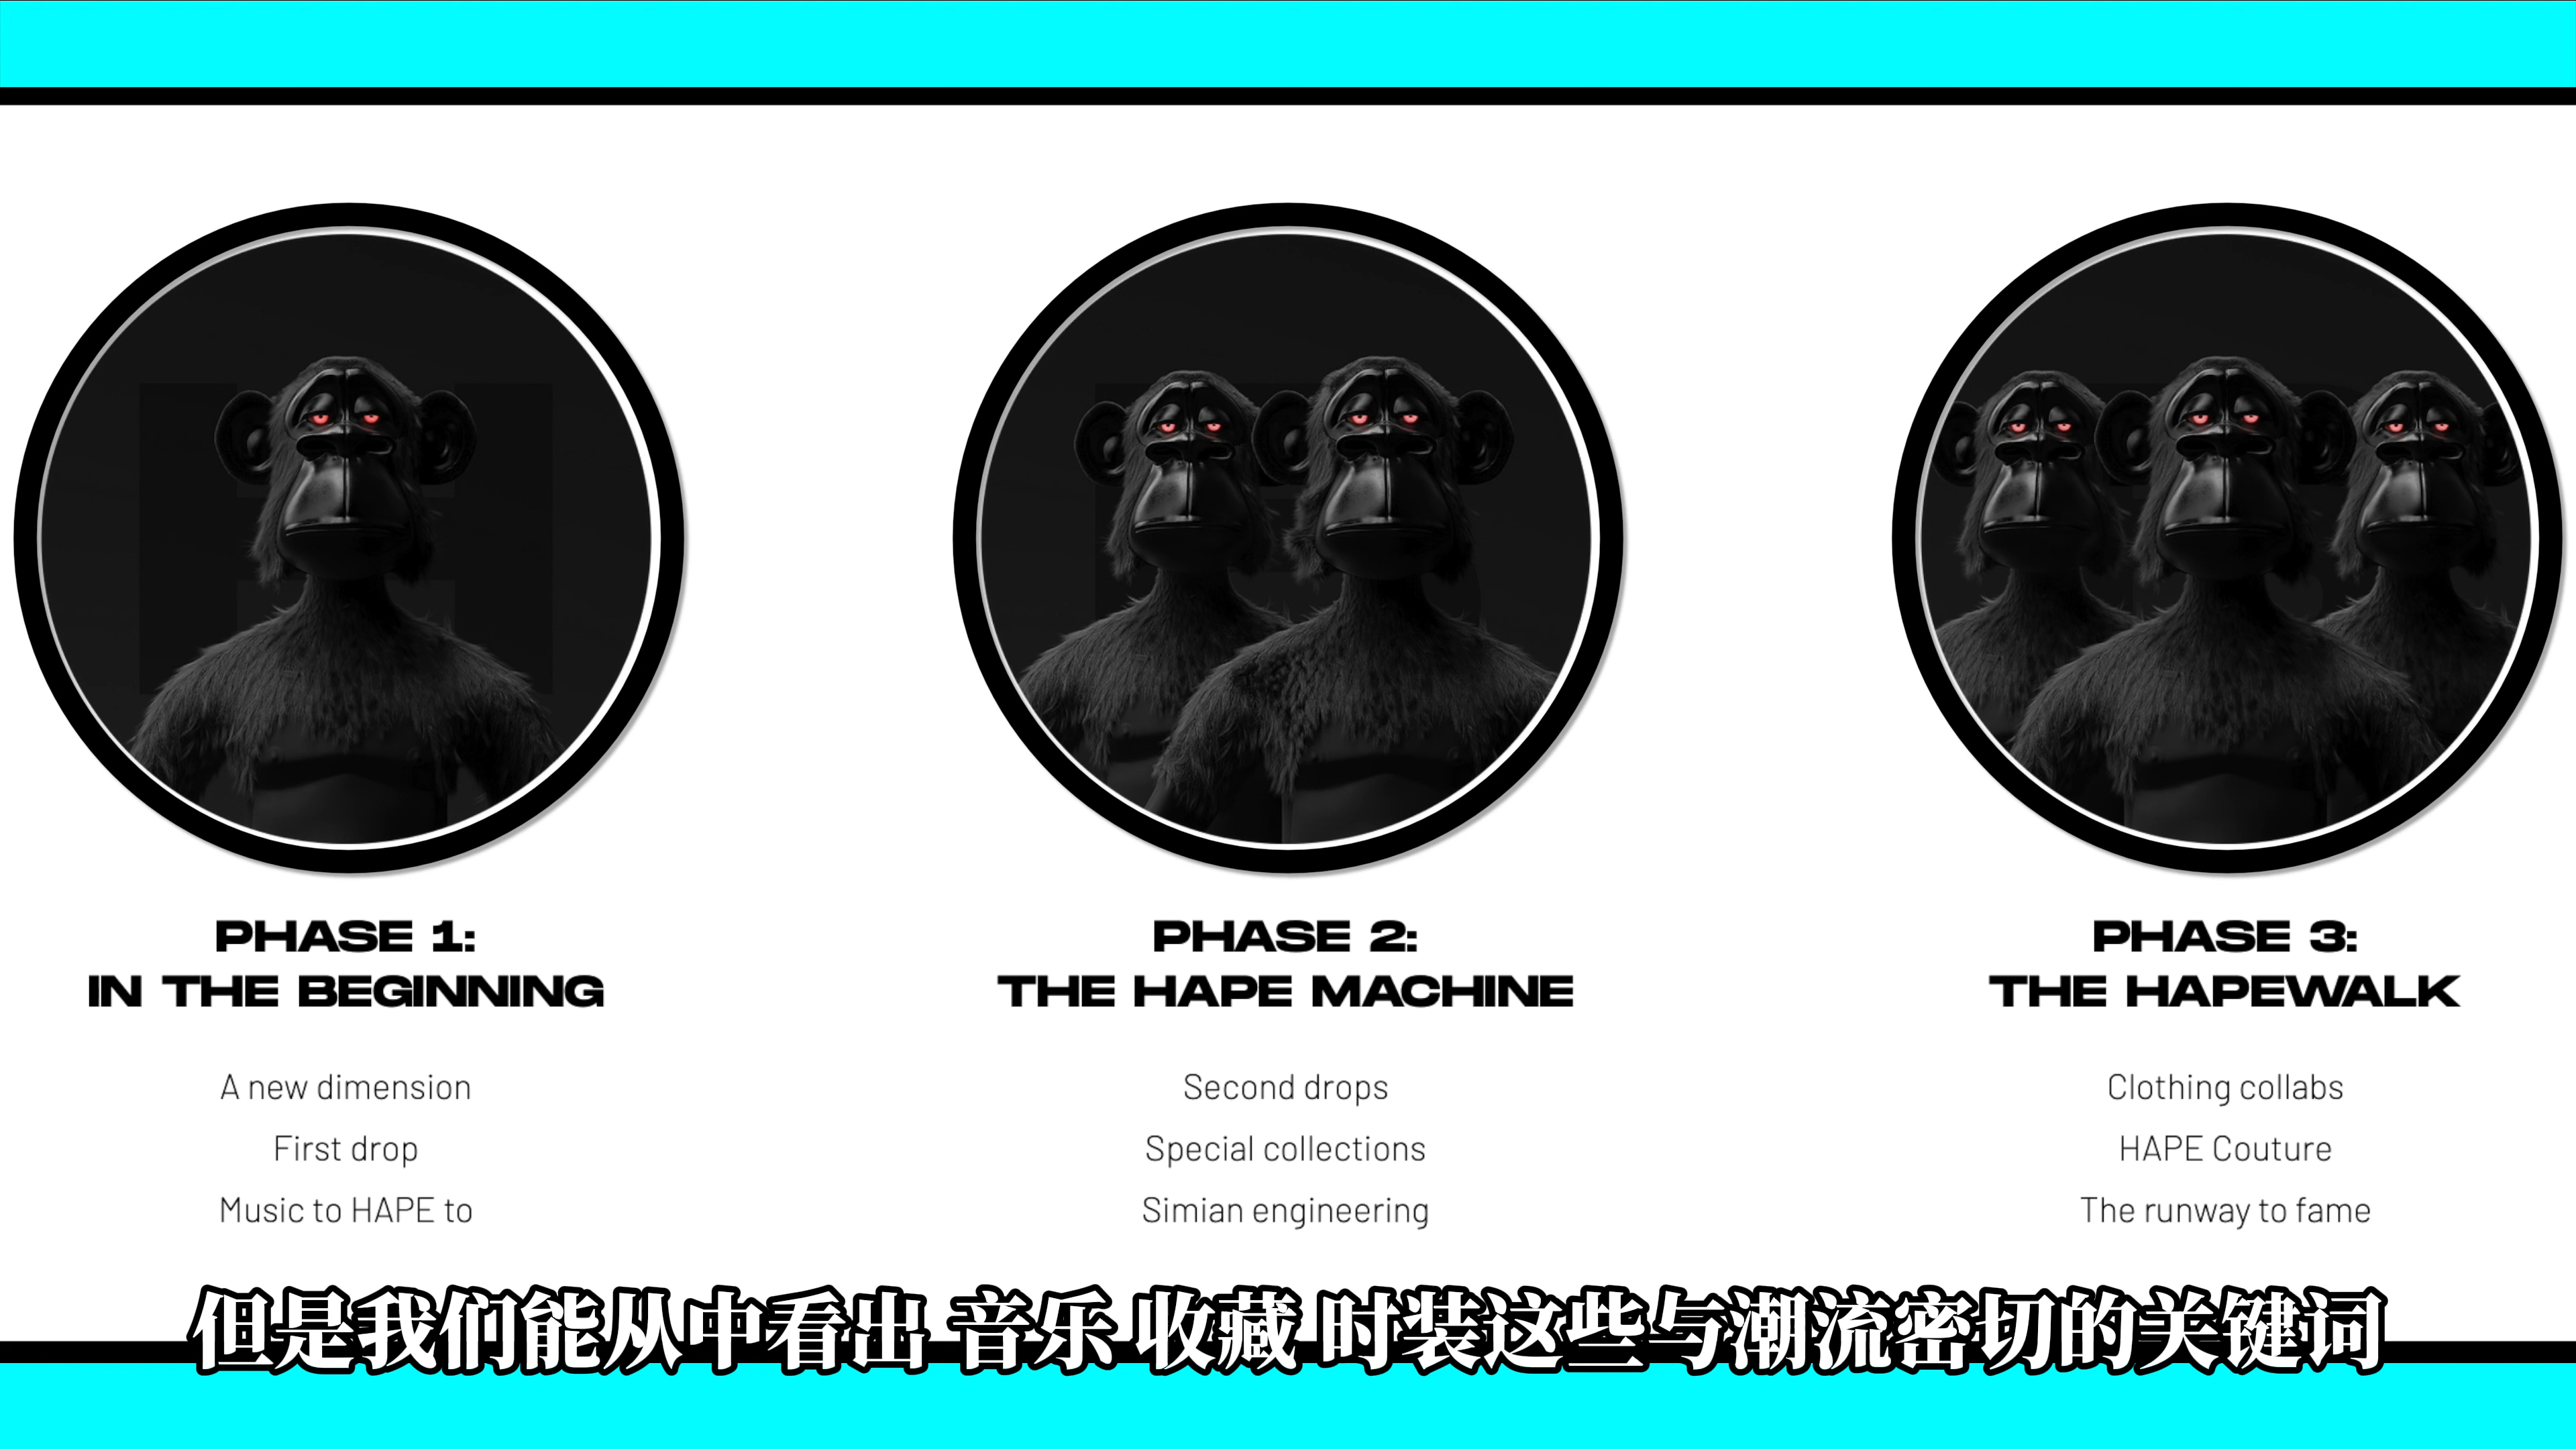 PHASE 1:
IN THE BEGINNING
A new dimension
First drop
Music to HAPE to
PHASE 2:
THE HAPE MACHINE
Second drops
Special collections
Simian engineering
PHASE 3:
THE HAPEWALK
Clothing collabs
HAPE Couture
The runway to fame
但是我们能从中看出 音乐 收藏 时装这些与潮流密切的关键词